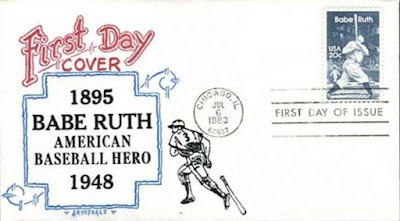 First Day
COVER
1895
BABE RUTH
AMERICAN
BASEBALL HERO
1948
ARTOPAGES
CHICAGO, IL
JUL
6
1983
60607
Babe Ruth
USA
20c
FIRST DAY OF ISSUE